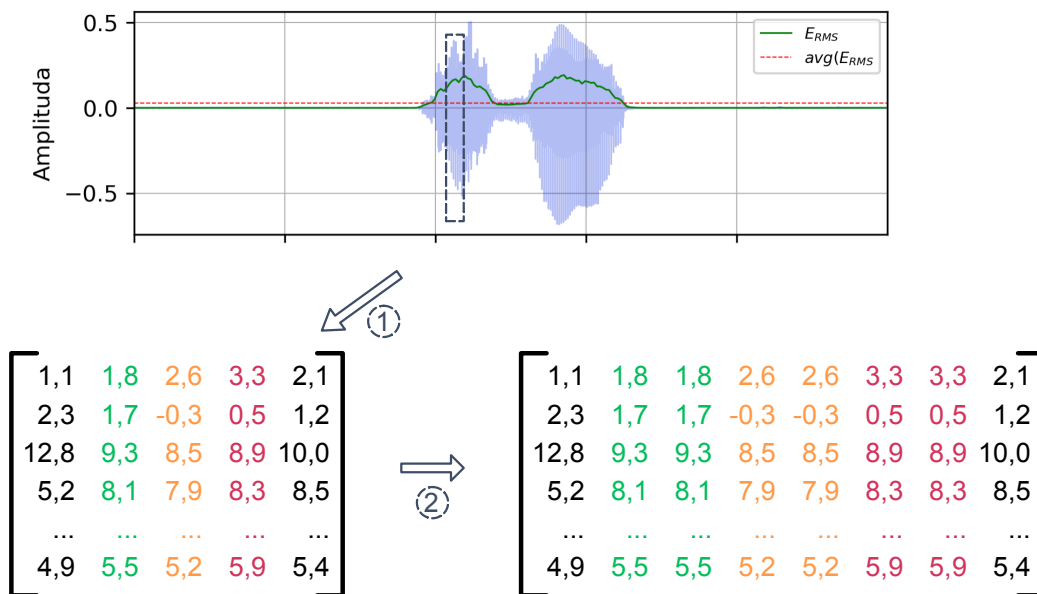 0.5
0.0
−0.5
Amplituda
E_RMS
avg(E_RMS
1
1,1 1,8 2,6 3,3 2,1
2,3 1,7 -0,3 0,5 1,2
12,8 9,3 8,5 8,9 10,0
5,2 8,1 7,9 8,3 8,5
... ... ... ... ...
4,9 5,5 5,2 5,9 5,4
2
1,1 1,8 1,8 2,6 2,6 3,3 3,3 2,1
2,3 1,7 1,7 -0,3 -0,3 0,5 0,5 1,2
12,8 9,3 9,3 8,5 8,5 8,9 8,9 10,0
5,2 8,1 8,1 7,9 7,9 8,3 8,3 8,5
... ... ... ... ... ... ... ...
4,9 5,5 5,5 5,2 5,2 5,9 5,9 5,4